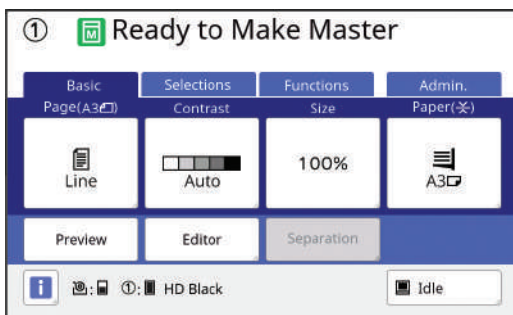 ① M Ready to Make Master
Basic Selections Functions Admin.
Page(A3) Contrast Size Paper(※)
Line Auto 100% A3
Preview Editor Separation
i : ①: HD Black Idle